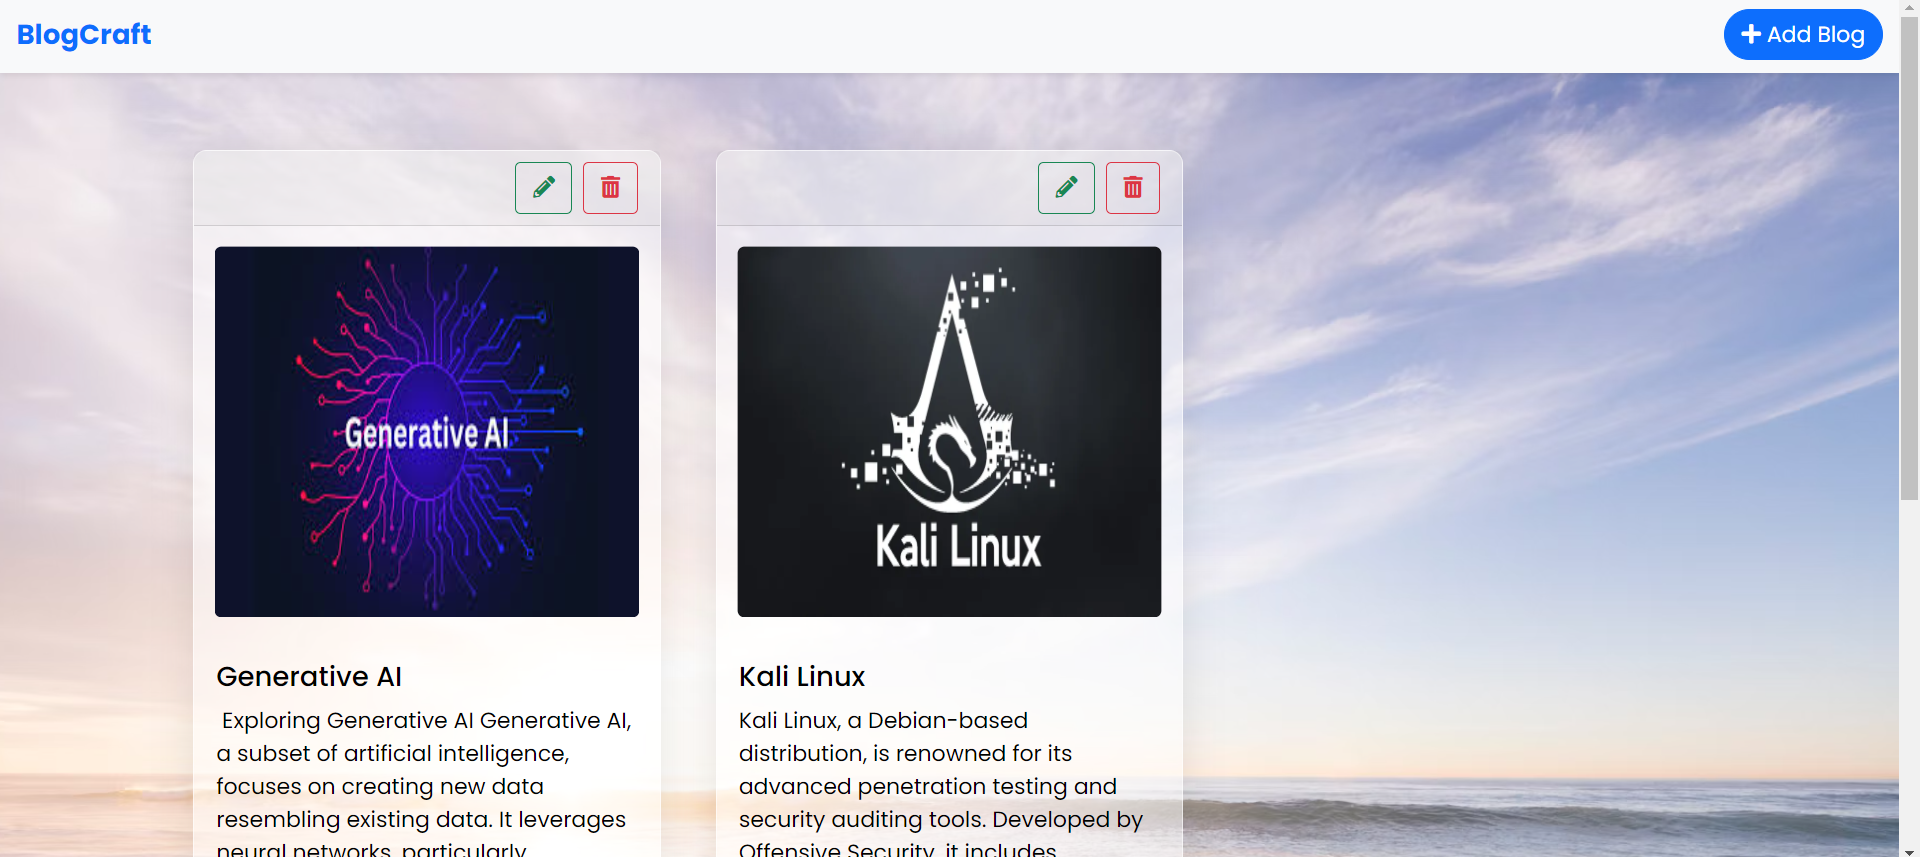 BlogCraft
Add Blog
Generative AI
Kali Linux
Generative AI
Exploring Generative AI Generative AI,
a subset of artificial intelligence,
focuses on creating new data
resembling existing data. It leverages
neural networks, particularly
Kali Linux
Kali Linux, a Debian-based
distribution, is renowned for its
advanced penetration testing and
security auditing tools. Developed by
Offensive Security, it includes